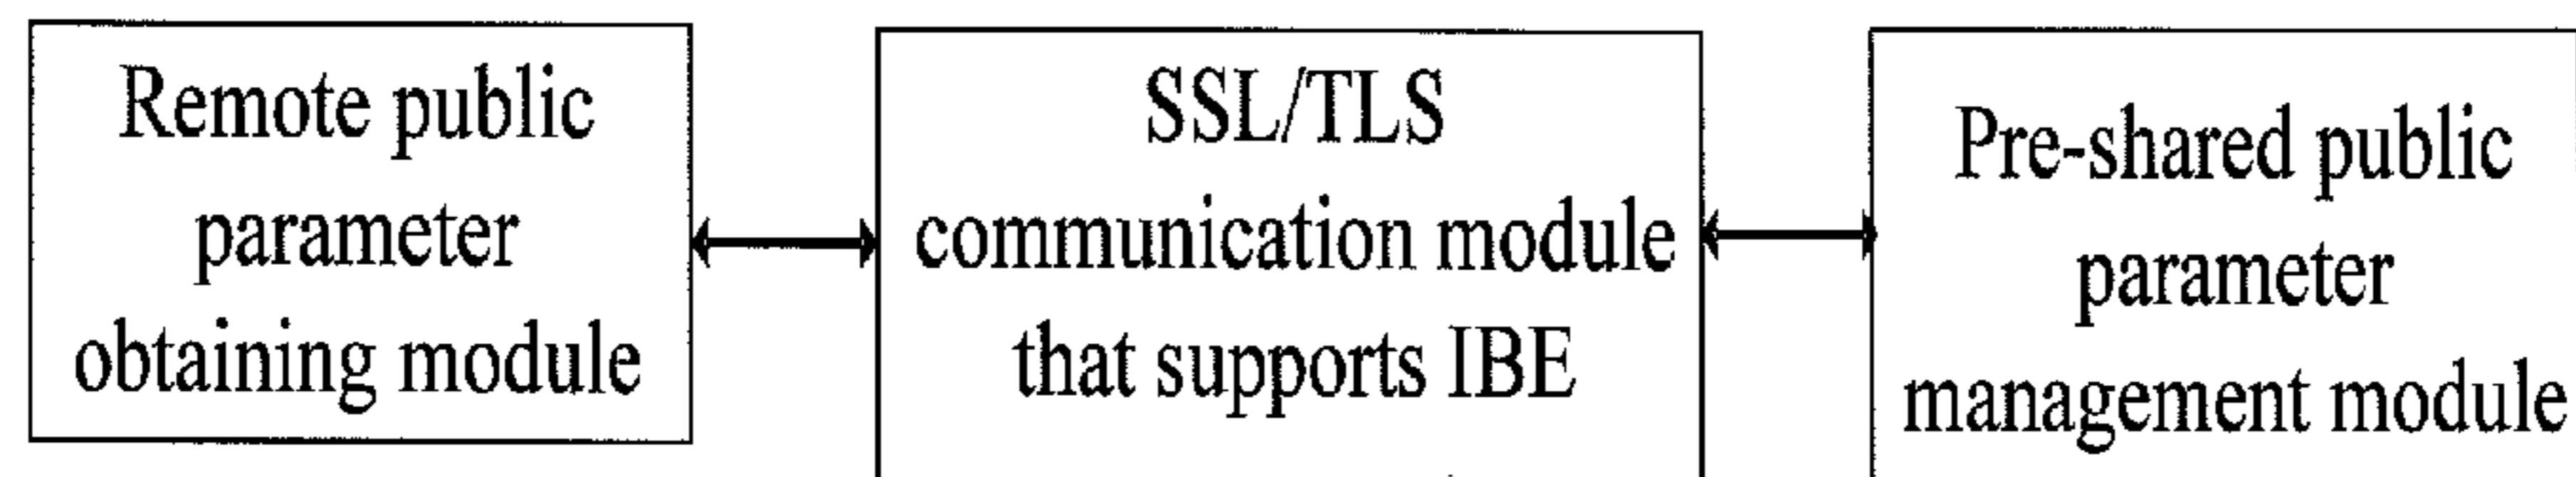 Remote public
parameter
obtaining module
SSL/TLS
communication module
that supports IBE
Pre-shared public
parameter
management module